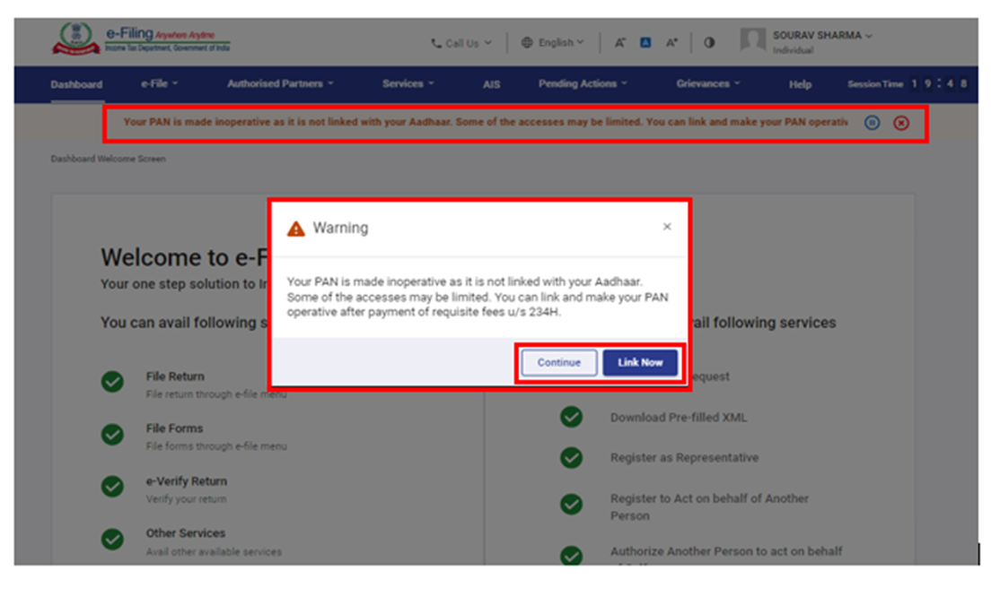 e-Filing Anywhere Anytime
Income Tax Department, Government of India
Call Us
English
A-
A
A+
SOURAV SHARMA
Individual
Dashboard e-File Authorised Partners Services AIS Pending Actions Grievances Help Session Time 1 9 : 4 8
Your PAN is made inoperative as it is not linked with your Aadhaar. Some of the accesses may be limited. You can link and make your PAN operativ
Dashboard Welcome Screen
Warning
Your PAN is made inoperative as it is not linked with your Aadhaar.
Some of the accesses may be limited. You can link and make your PAN
operative after payment of requisite fees u/s 234H.
Continue Link Now
Welcome to e-F
Your one step solution to I
You can avail following s
File Return
File return through e-file menu
File Forms
File forms through e-file menu
e-Verify Return
Verify your return
Other Services
Avail other available services
ail following services
equest
Download Pre-filled XML
Register as Representative
Register to Act on behalf of Another
Person
Authorize Another Person to act on behalf